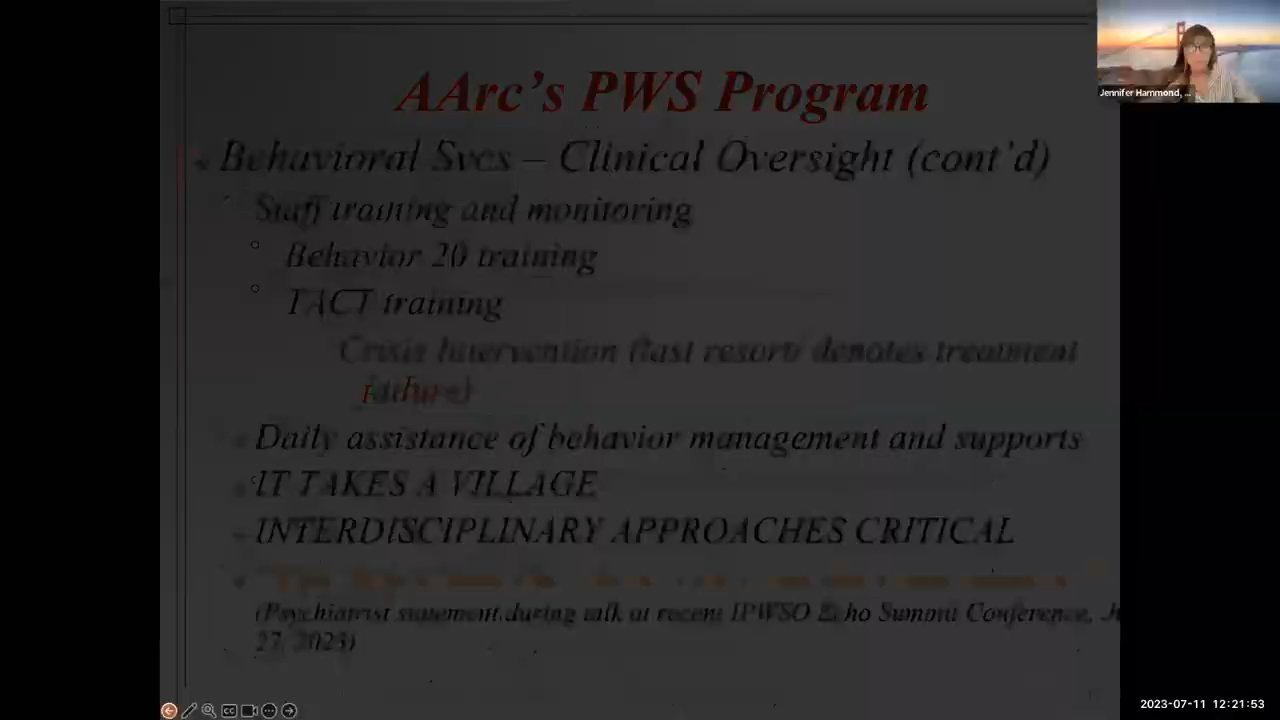 AArc's PWS Program
Behavioral Svcs – Clinical Oversight (cont'd)
Staff training and monitoring
Behavior 20 training
TACT training
Crisis Intervention (last resort/ denotes treatment
failure)
Daily assistance of behavior management and supports
IT TAKES A VILLAGE
INTERDISCIPLINARY APPROACHES CRITICAL
(Psychiatrist statement during talk at recent IPWSO Echo Summit Conference,
27, 2023)
Jennifer Hammond, ...
2023-07-11 12:21:53